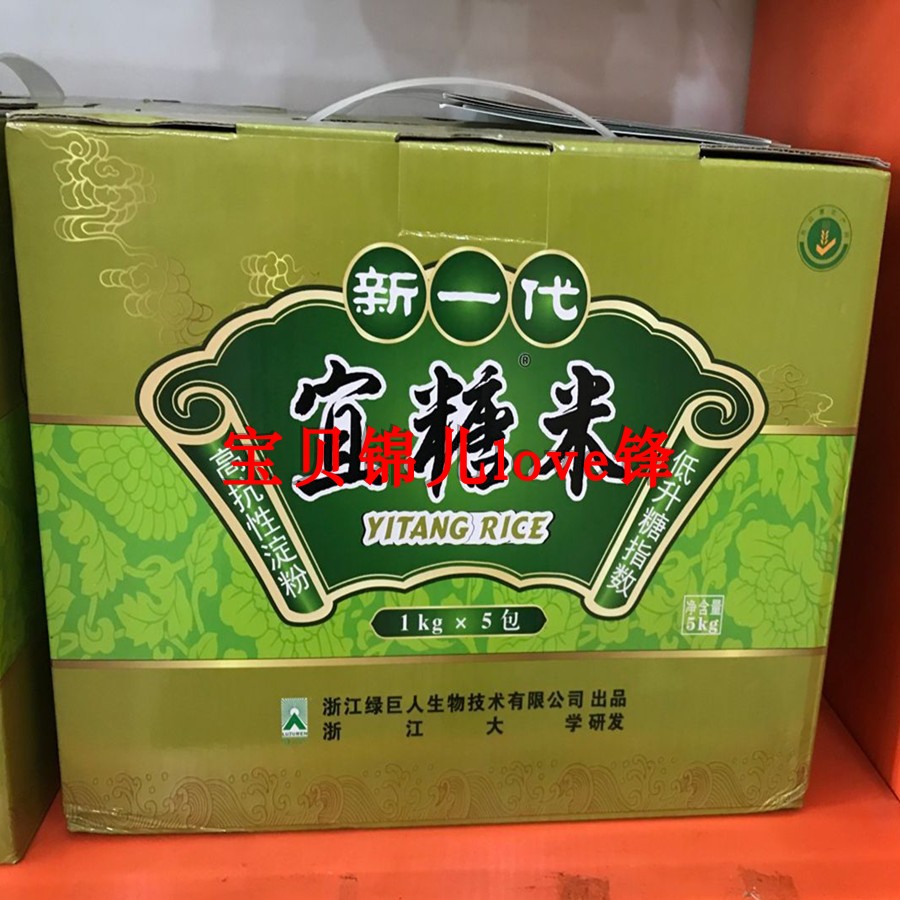 新一代
宜糖米®
宝贝锦儿love锋
高抗性淀粉
低升糖指数
YITANG RICE
1kg × 5包
净含量
5kg
浙江绿巨人生物技术有限公司 出品
浙江大学 研发